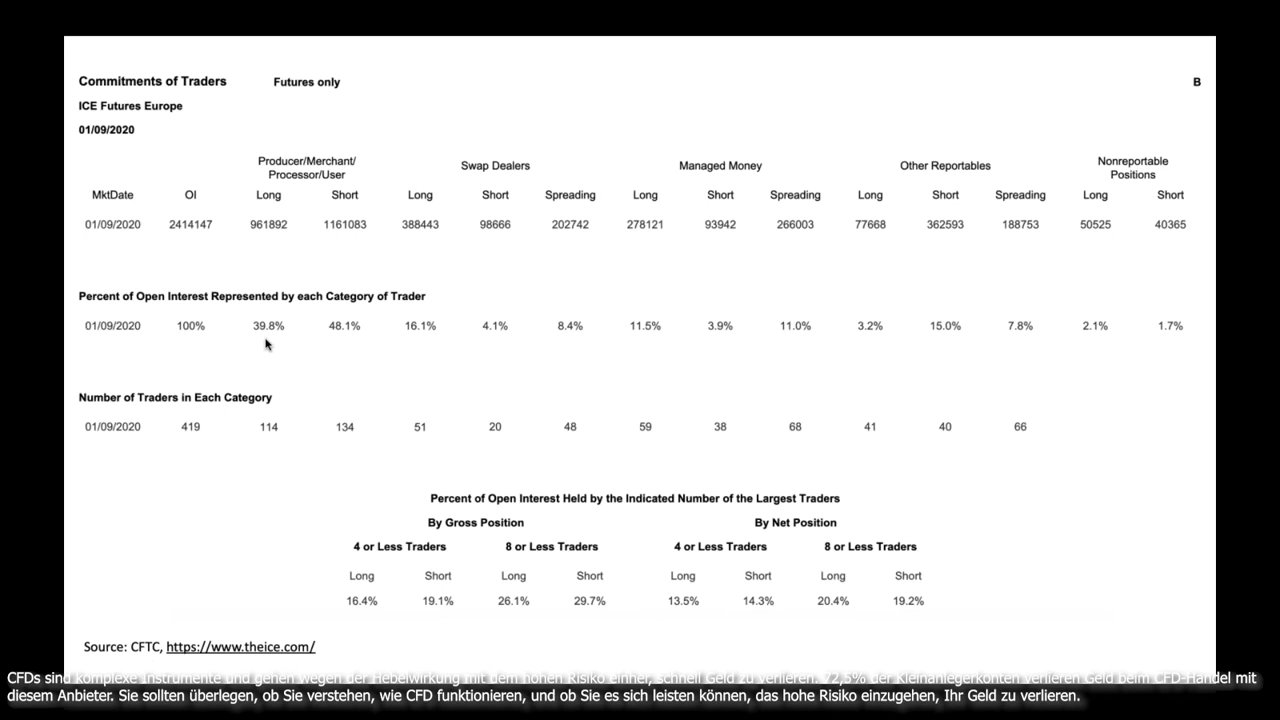 Commitments of Traders Futures only B
ICE Futures Europe
01/09/2020
Producer/Merchant/
Processor/User Swap Dealers Managed Money Other Reportables Nonreportable
Positions
MktDate OI Long Short Long Short Spreading Long Short Spreading Long Short Spreading Long Short
01/09/2020 2414147 961892 1161083 388443 98666 202742 278121 93942 266003 77668 362593 188753 50525 40365
Percent of Open Interest Represented by each Category of Trader
01/09/2020 100% 39.8% 48.1% 16.1% 4.1% 8.4% 11.5% 3.9% 11.0% 3.2% 15.0% 7.8% 2.1% 1.7%
Number of Traders in Each Category
01/09/2020 419 114 134 51 20 48 59 38 68 41 40 66
Percent of Open Interest Held by the Indicated Number of the Largest Traders
By Gross Position By Net Position
4 or Less Traders 8 or Less Traders 4 or Less Traders 8 or Less Traders
Long Short Long Short Long Short Long Short
16.4% 19.1% 26.1% 29.7% 13.5% 14.3% 20.4% 19.2%
Source: CFTC, https://www.theice.com/
CFDs sind komplexe Instrumente und gehen wegen der Hebelwirkung mit dem hohen Risiko einher, schnell Geld zu verlieren. 72,5% der Kleinanlegerkonten verlieren Geld beim CFD-Handel mit
diesem Anbieter. Sie sollten überlegen, ob Sie verstehen, wie CFD funktionieren, und ob Sie es sich leisten können, das hohe Risiko einzugehen, Ihr Geld zu verlieren.